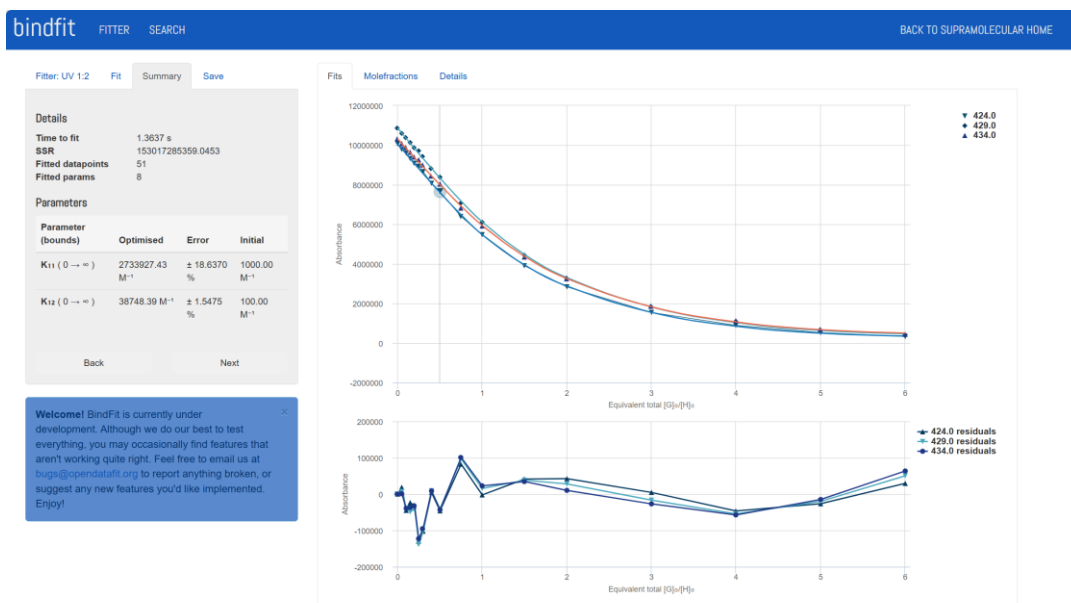 bindfit FITTER SEARCH BACK TO SUPRAMOLECULAR HOME
Fitter: UV 1:2 Fit Summary Save
Details
Time to fit 1.3637 s
SSR 153017285359.0453
Fitted datapoints 51
Fitted params 8
Parameters
Parameter (bounds) Optimised Error Initial
K₁₁ ( 0 → ∞ ) 2733927.43 M⁻¹ ± 18.6370 % 1000.00 M⁻¹
K₁₂ ( 0 → ∞ ) 38748.39 M⁻¹ ± 1.5475 % 100.00 M⁻¹
Back Next
Welcome! BindFit is currently under
development. Although we do our best to test
everything, you may occasionally find features that
aren't working quite right. Feel free to email us at
bugs@opendatafit.org to report anything broken, or
suggest any new features you'd like implemented.
Enjoy!
×
Fits Molefractions Details
12000000
10000000
8000000
6000000
4000000
2000000
0
-2000000
Absorbance
0 1 2 3 4 5 6
Equivalent total [G]₀/[H]₀
424.0
429.0
434.0
200000
100000
0
-100000
-200000
Absorbance
0 1 2 3 4 5 6
Equivalent total [G]₀/[H]₀
424.0 residuals
429.0 residuals
434.0 residuals